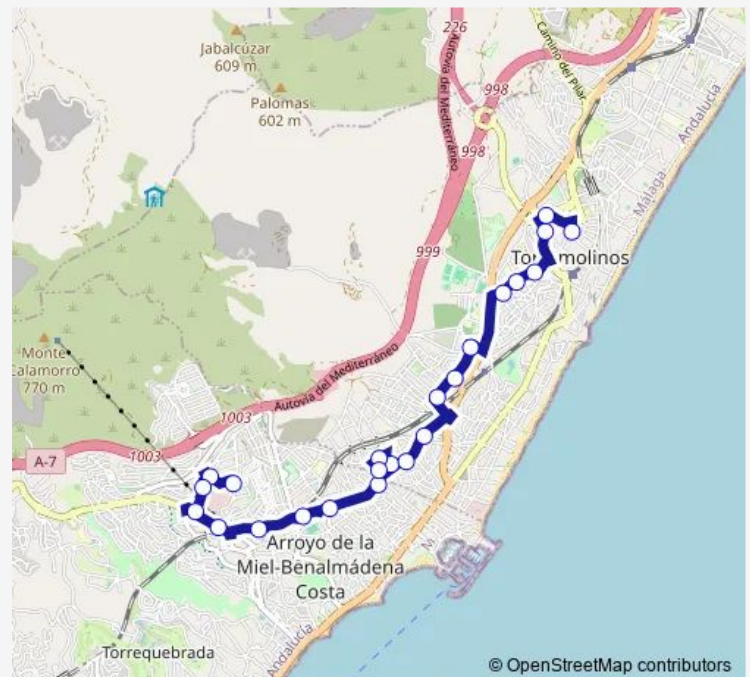 226
Jabalcúzar
609 m
Palomas
602 m
Autovía del Mediterráneo
Camino del Pilar
998
998
Andalucía
Málaga
999
Monte
Calamorro
770 m
Autovía del Mediterráneo
1003
1003
A-7
Arroyo de la
Miel-Benalmádena
Costa
Torrequebrada
Andalucía
© OpenStreetMap contributors